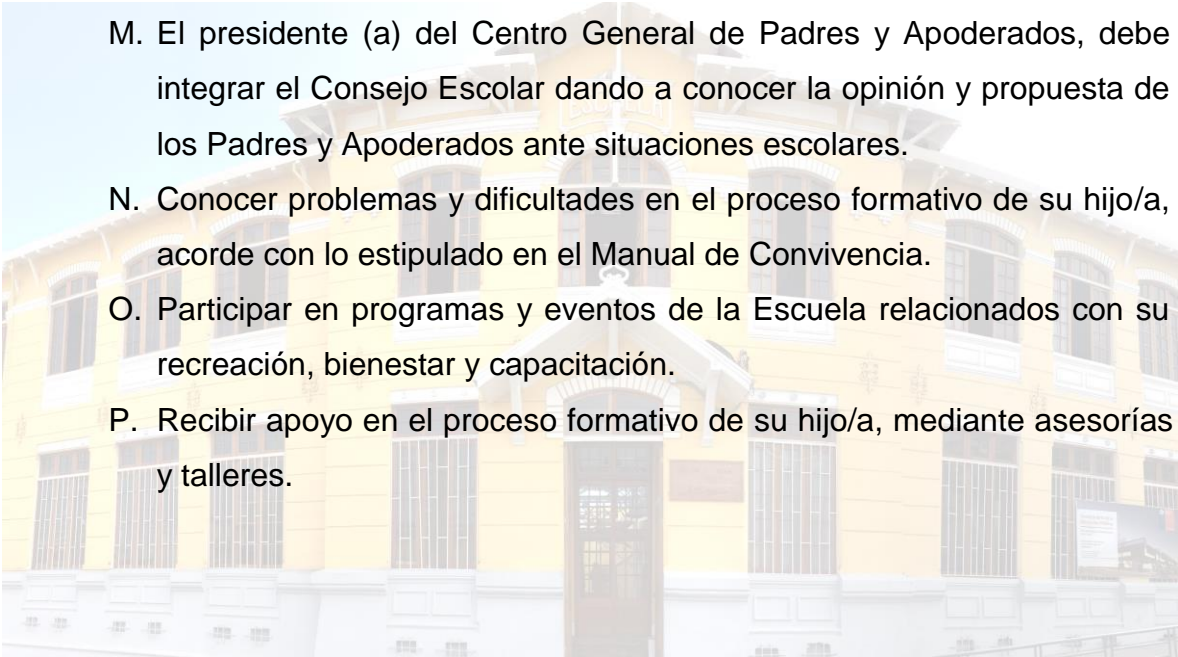 M. El presidente (a) del Centro General de Padres y Apoderados, debe
integrar el Consejo Escolar dando a conocer la opinión y propuesta de
los Padres y Apoderados ante situaciones escolares.
N. Conocer problemas y dificultades en el proceso formativo de su hijo/a,
acorde con lo estipulado en el Manual de Convivencia.
O. Participar en programas y eventos de la Escuela relacionados con su
recreación, bienestar y capacitación.
P. Recibir apoyo en el proceso formativo de su hijo/a, mediante asesorías
y talleres.